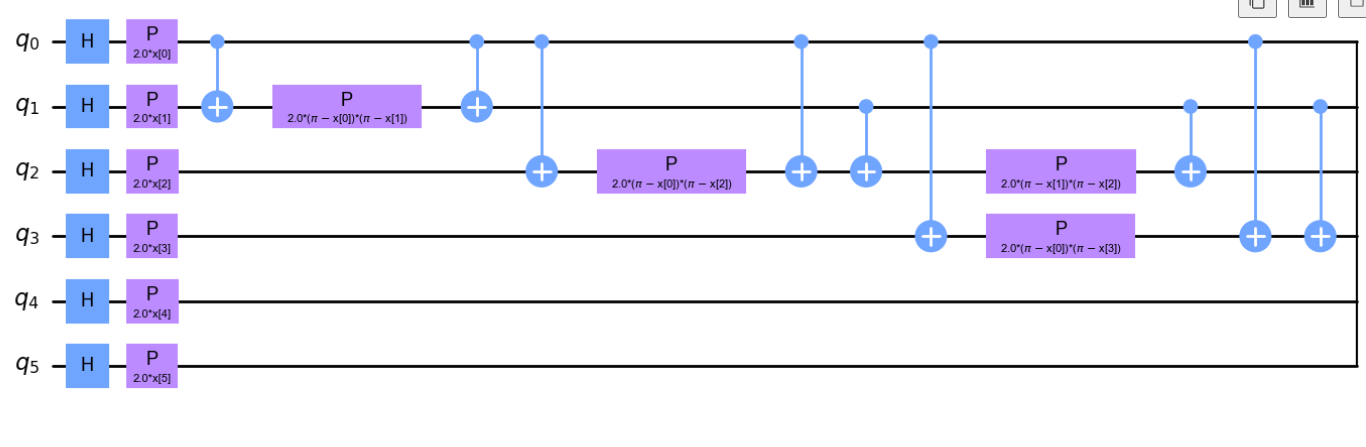 q0 H P
2.0*x[0]
q1 H P P
2.0*x[1] 2.0*(π − x[0])*(π − x[1])
q2 H P P P
2.0*x[2] 2.0*(π − x[0])*(π − x[2]) 2.0*(π − x[1])*(π − x[2])
q3 H P P
2.0*x[3] 2.0*(π − x[0])*(π − x[3])
q4 H P
2.0*x[4]
q5 H P
2.0*x[5]